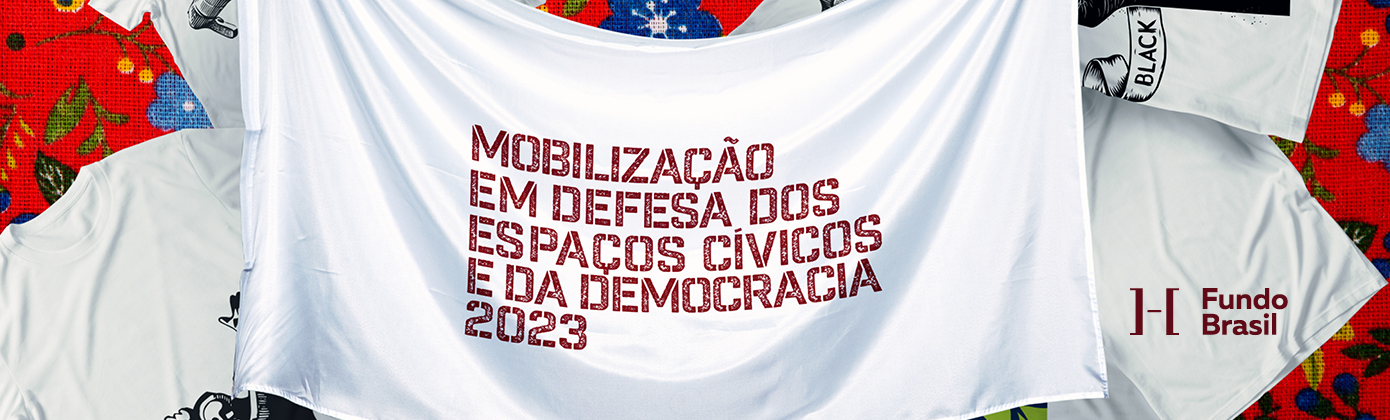 BLACK
MOBILIZAÇÃO
EM DEFESA DOS
ESPAÇOS CÍVICOS
E DA DEMOCRACIA
2023
Fundo
Brasil